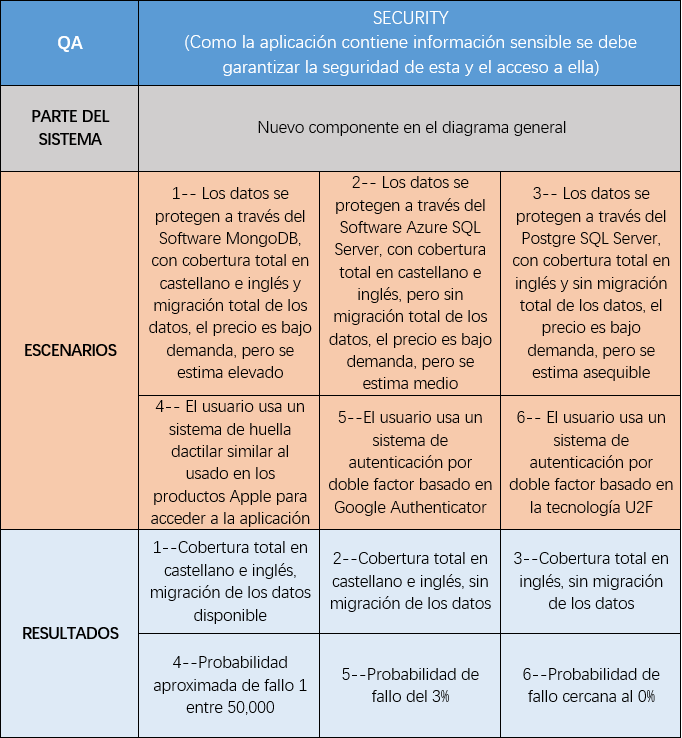 QA
SECURITY
(Como la aplicación contiene información sensible se debe
garantizar la seguridad de esta y el acceso a ella)
PARTE DEL
SISTEMA
Nuevo componente en el diagrama general
ESCENARIOS
1-- Los datos se
protegen a través del
Software MongoDB,
con cobertura total en
castellano e inglés y
migración total de los
datos, el precio es bajo
demanda, pero se
estima elevado
2-- Los datos se
protegen a través del
Software Azure SQL
Server, con cobertura
total en castellano e
inglés, pero sin
migración total de los
datos, el precio es bajo
demanda, pero se
estima medio
3-- Los datos se
protegen a través del
Postgre SQL Server,
con cobertura total en
inglés y sin migración
total de los datos, el
precio es bajo
demanda, pero se
estima asequible
4-- El usuario usa un
sistema de huella
dactilar similar al
usado en los
productos Apple para
acceder a la aplicación
5--El usuario usa un
sistema de
autenticación por
doble factor basado en
Google Authenticator
6-- El usuario usa un
sistema de
autenticación por
doble factor basado en
la tecnología U2F
RESULTADOS
1--Cobertura total en
castellano e inglés,
migración de los datos
disponible
2--Cobertura total en
castellano e inglés, sin
migración de los datos
3--Cobertura total en
inglés, sin migración
de los datos
4--Probabilidad
aproximada de fallo 1
entre 50,000
5--Probabilidad de
fallo del 3%
6--Probabilidad de
fallo cercana al 0%